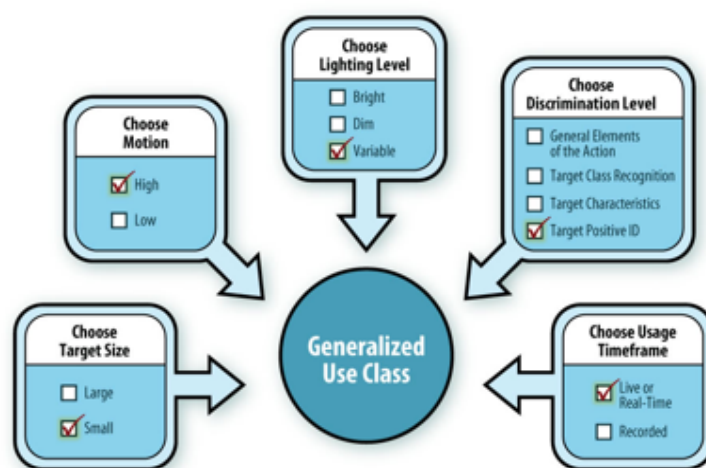 Choose
Lighting Level
Bright
Dim
Variable
Choose
Motion
High
Low
Choose
Discrimination Level
General Elements
of the Action
Target Class Recognition
Target Characteristics
Target Positive ID
Choose
Target Size
Large
Small
Generalized
Use Class
Choose Usage
Timeframe
Live or
Real-Time
Recorded